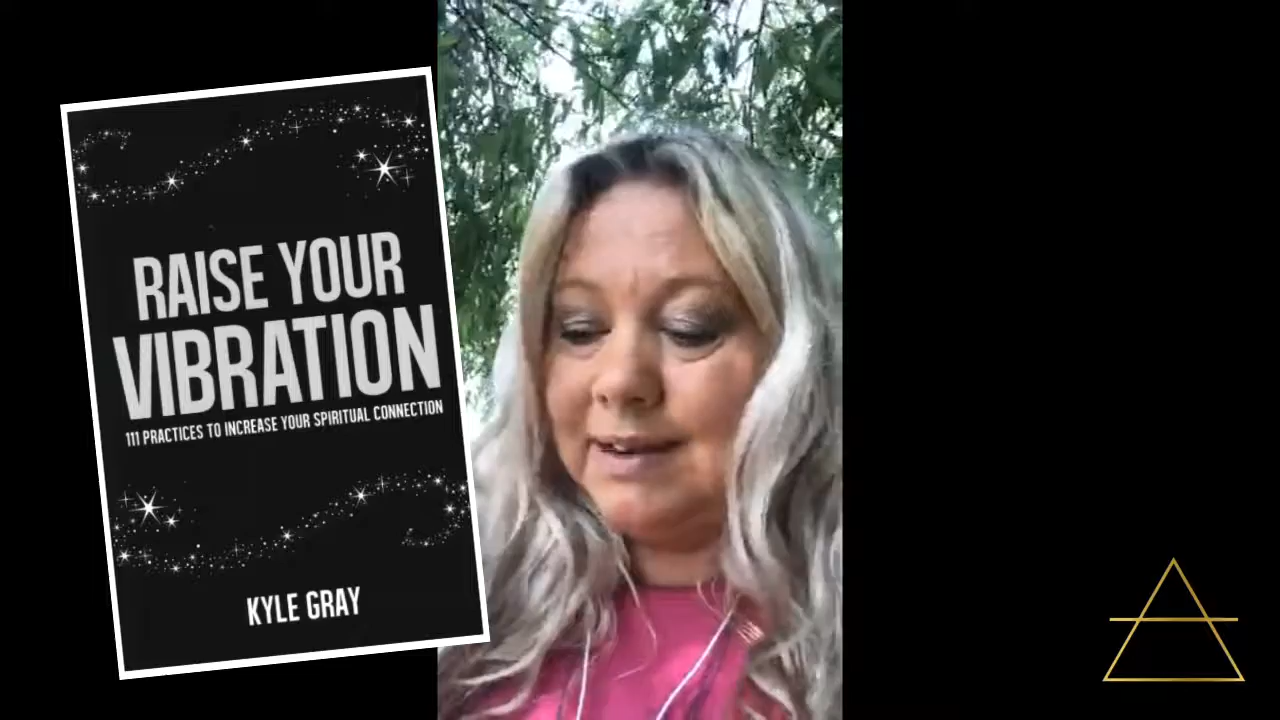 RAISE YOUR
VIBRATION
111 PRACTICES TO INCREASE YOUR SPIRITUAL CONNECTION
KYLE GRAY